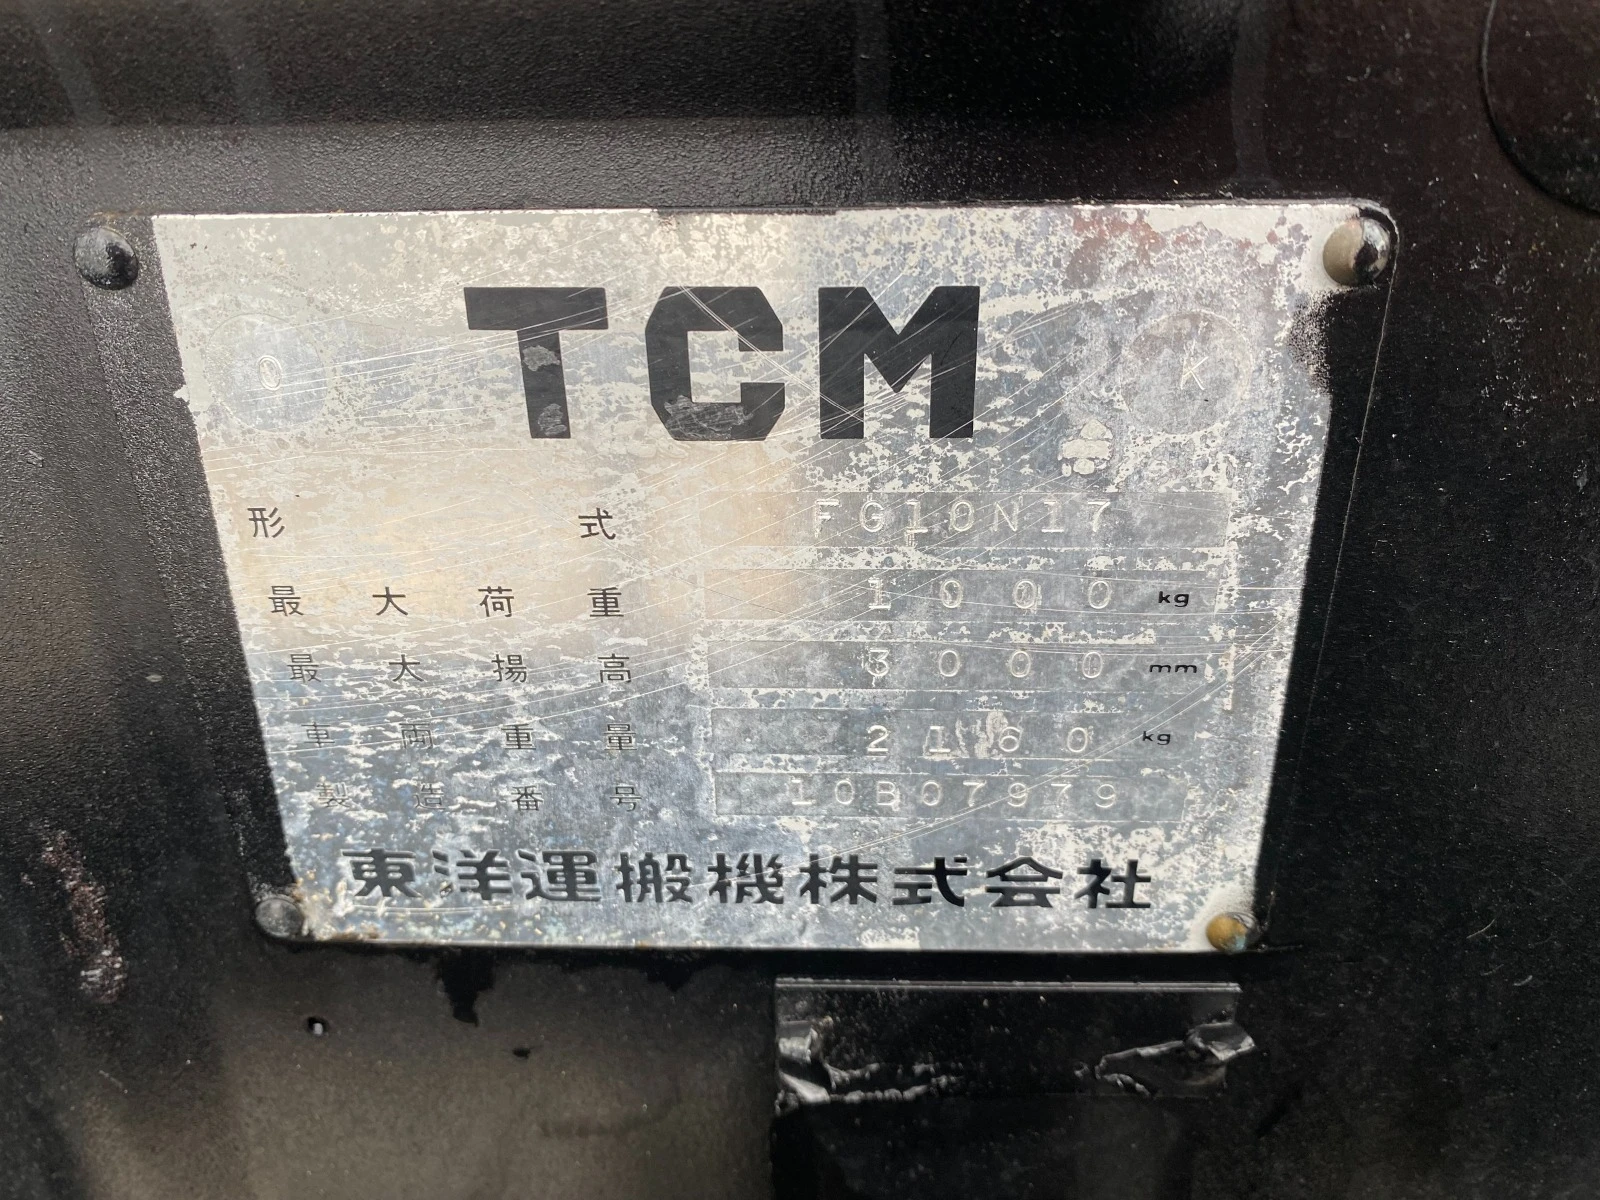 TCM
O K
形式 FG10N17
最大荷重 1000 kg
最大揚高 3000 mm
車両重量 2160 kg
製造番号 10B07979
東洋運搬機株式会社